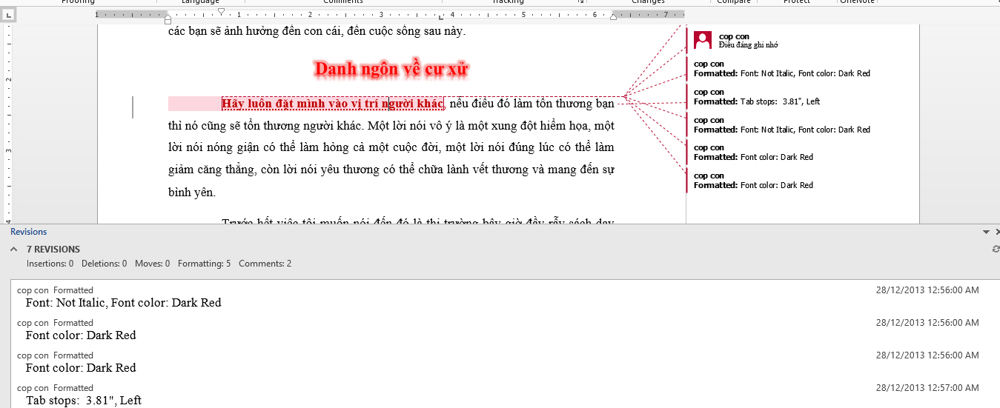 Proofing Language Comments Tracking Changes Compare Protect OneNote
1 1 2 3 4 5 6 7
các bạn sẽ ảnh hưởng đến con cái, đến cuộc sống sau này.
Danh ngôn về cư xử
Hãy luôn đặt mình vào vị trí người khác, nếu điều đó làm tổn thương bạn
thì nó cũng sẽ tổn thương người khác. Một lời nói vô ý là một xung đột hiểm họa, một
lời nói nóng giận có thể làm hỏng cả một cuộc đời, một lời nói đúng lúc có thể làm
giảm căng thẳng, còn lời nói yêu thương có thể chữa lành vết thương và mang đến sự
bình yên.
Trước hết việc tôi muốn nói đến đó là thị trường bây giờ đầy rẫy sách dạy
2
3
4
cop con
Điều đáng ghi nhớ
cop con
Formatted: Font: Not Italic, Font color: Dark Red
cop con
Formatted: Tab stops: 3.81", Left
cop con
Formatted: Font: Not Italic, Font color: Dark Red
cop con
Formatted: Font color: Dark Red
cop con
Formatted: Font color: Dark Red
Revisions
7 REVISIONS
Insertions: 0 Deletions: 0 Moves: 0 Formatting: 5 Comments: 2
cop con Formatted 28/12/2013 12:56:00 AM
Font: Not Italic, Font color: Dark Red
cop con Formatted 28/12/2013 12:56:00 AM
Font color: Dark Red
cop con Formatted 28/12/2013 12:56:00 AM
Font color: Dark Red
cop con Formatted 28/12/2013 12:57:00 AM
Tab stops: 3.81", Left